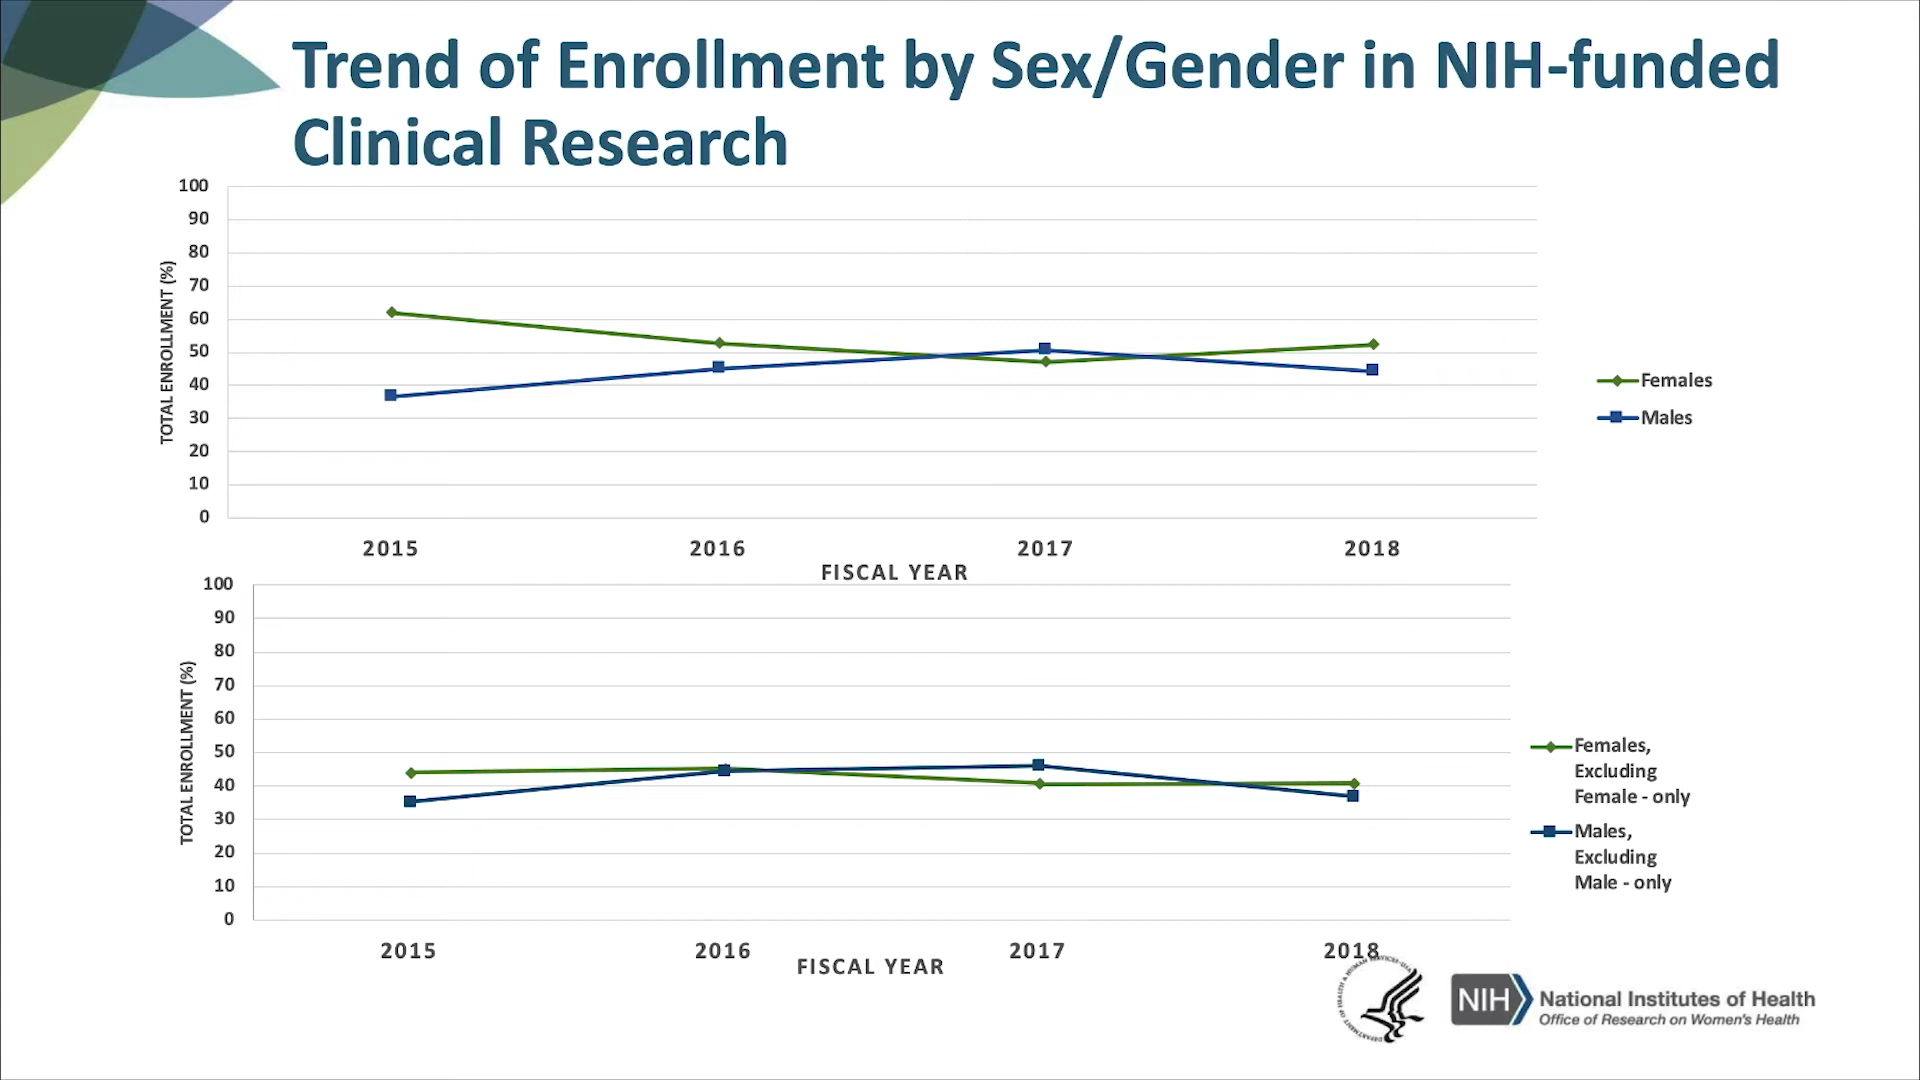 Trend of Enrollment by Sex/Gender in NIH-funded
Clinical Research
TOTAL ENROLLMENT (%)
100
90
80
70
60
50
40
30
20
10
0
2015 2016 2017 2018
FISCAL YEAR
Females
Males
TOTAL ENROLLMENT (%)
100
90
80
70
60
50
40
30
20
10
0
2015 2016 2017 2018
FISCAL YEAR
Females,
Excluding
Female - only
Males,
Excluding
Male - only
NIH
National Institutes of Health
Office of Research on Women's Health